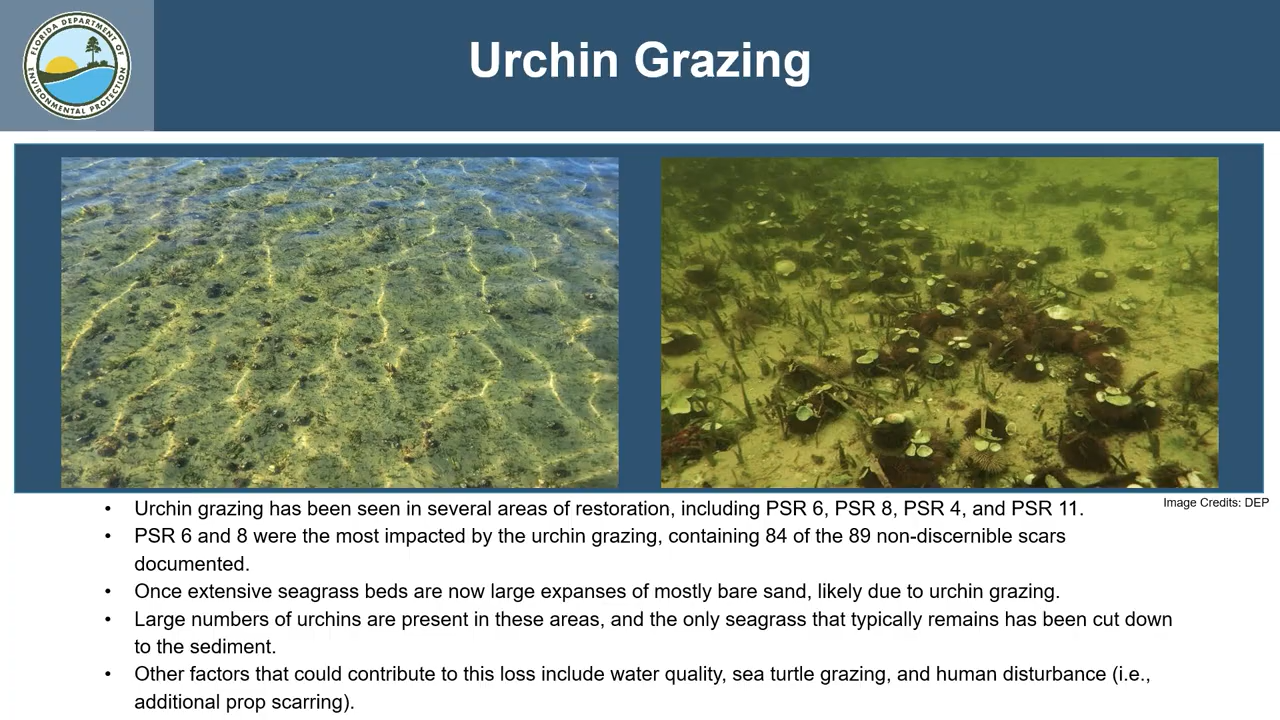 FLORIDA DEPARTMENT OF
ENVIRONMENTAL PROTECTION
Urchin Grazing
Image Credits: DEP
• Urchin grazing has been seen in several areas of restoration, including PSR 6, PSR 8, PSR 4, and PSR 11.
• PSR 6 and 8 were the most impacted by the urchin grazing, containing 84 of the 89 non-discernible scars
documented.
• Once extensive seagrass beds are now large expanses of mostly bare sand, likely due to urchin grazing.
• Large numbers of urchins are present in these areas, and the only seagrass that typically remains has been cut down
to the sediment.
• Other factors that could contribute to this loss include water quality, sea turtle grazing, and human disturbance (i.e.,
additional prop scarring).